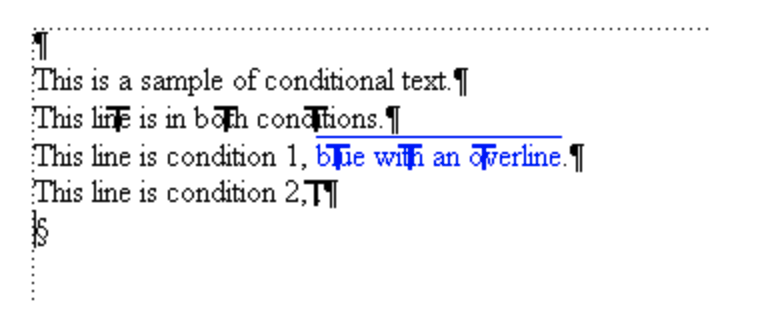 ¶
This is a sample of conditional text.¶
This line is in both conditions.¶
This line is condition 1, blue with an overline.¶
This line is condition 2,¶
§